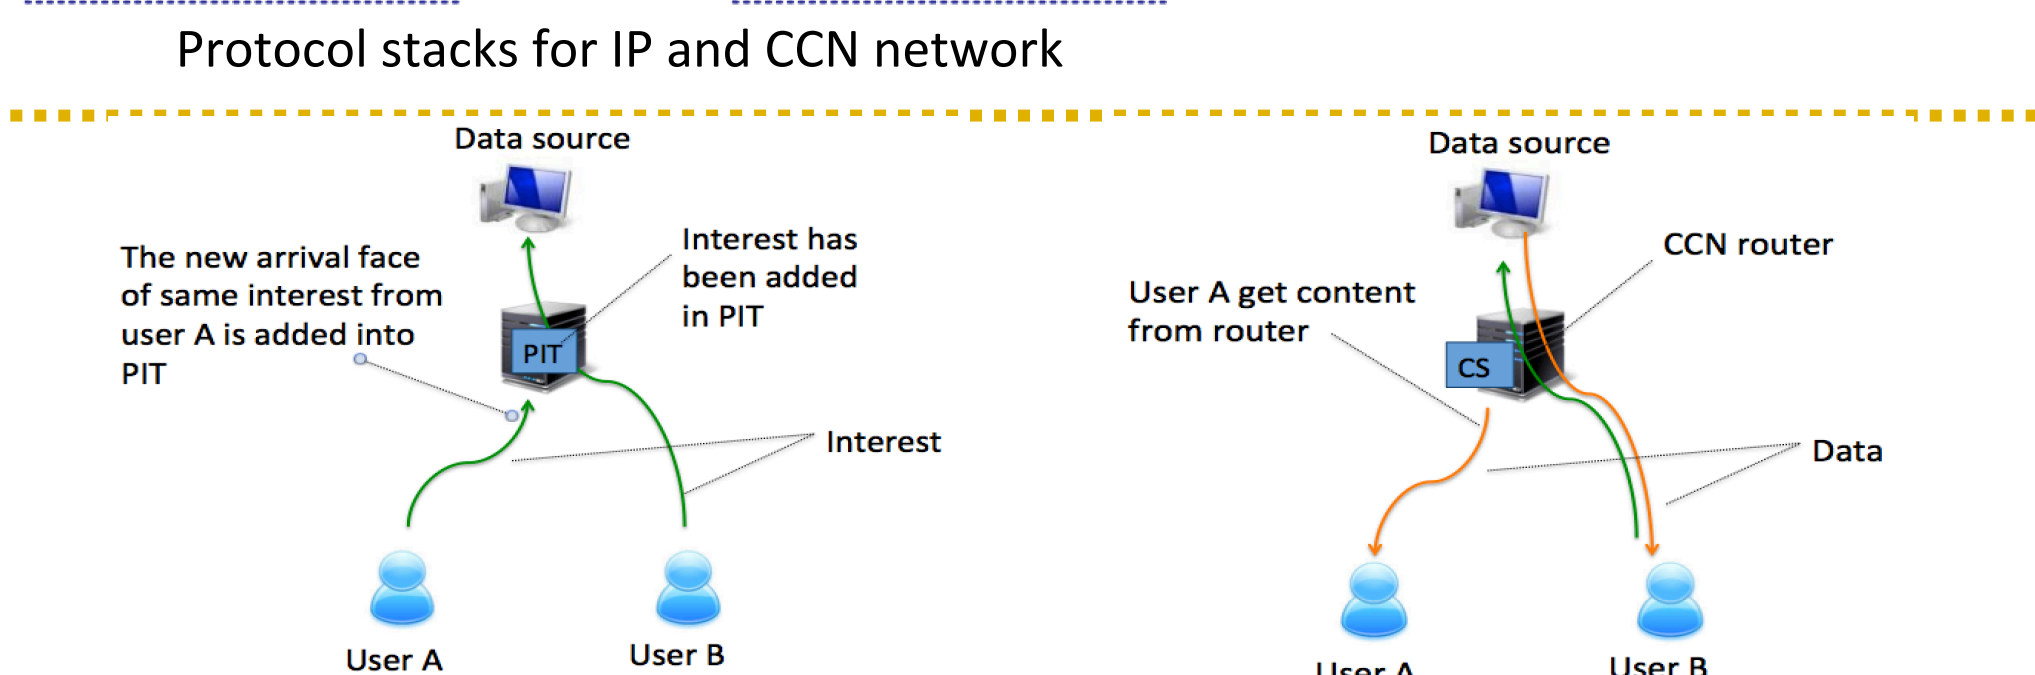 Protocol stacks for IP and CCN network
Data source
The new arrival face
of same interest from
user A is added into
PIT
Interest has
been added
in PIT
PIT
Interest
User A
User B
Data source
CCN router
User A get content
from router
CS
Data
User A
User B